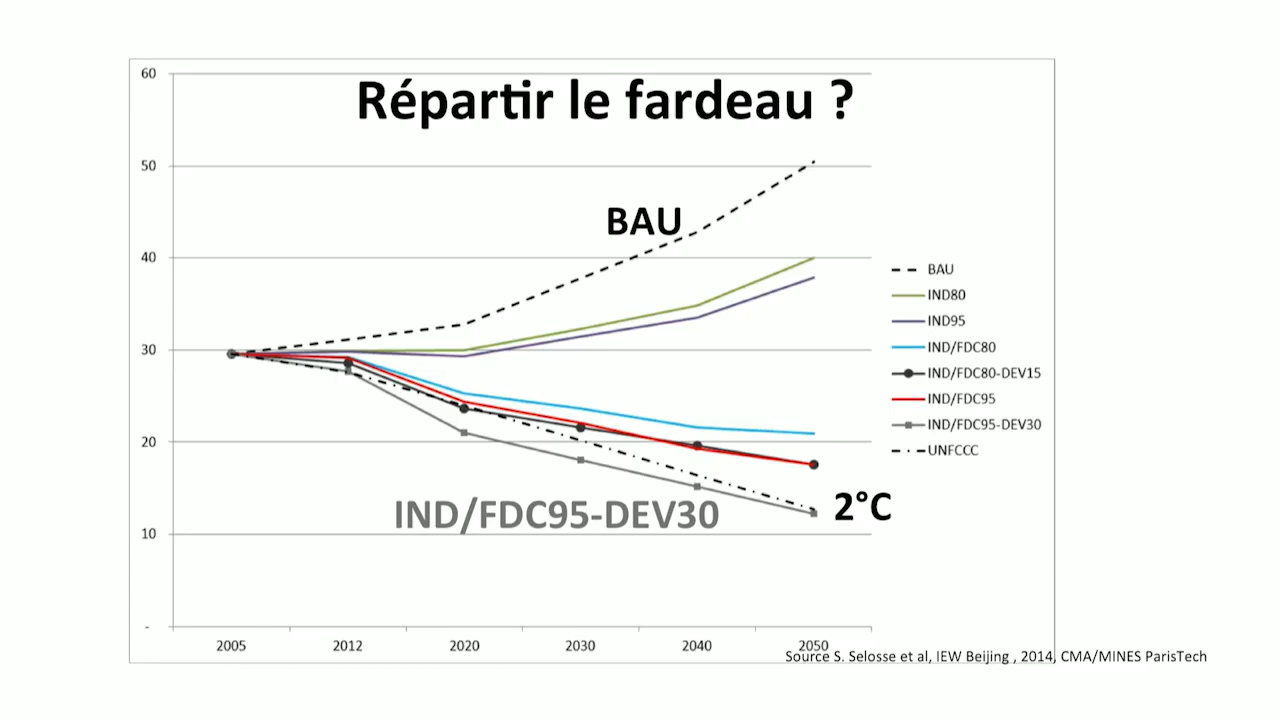 Répartir le fardeau ?
60
50
40
30
20
10
-
BAU
IND/FDC95-DEV30
2°C
2005 2012 2020 2030 2040 2050
BAU
IND80
IND95
IND/FDC80
IND/FDC80-DEV15
IND/FDC95
IND/FDC95-DEV30
UNFCCC
Source S. Selosse et al, IEW Beijing , 2014, CMA/MINES ParisTech